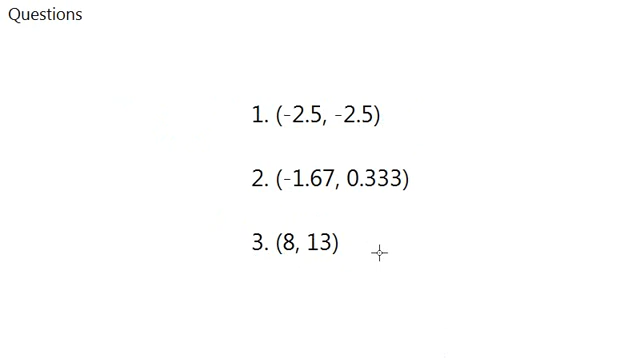 Questions
1. (-2.5, -2.5)
2. (-1.67, 0.333)
3. (8, 13)